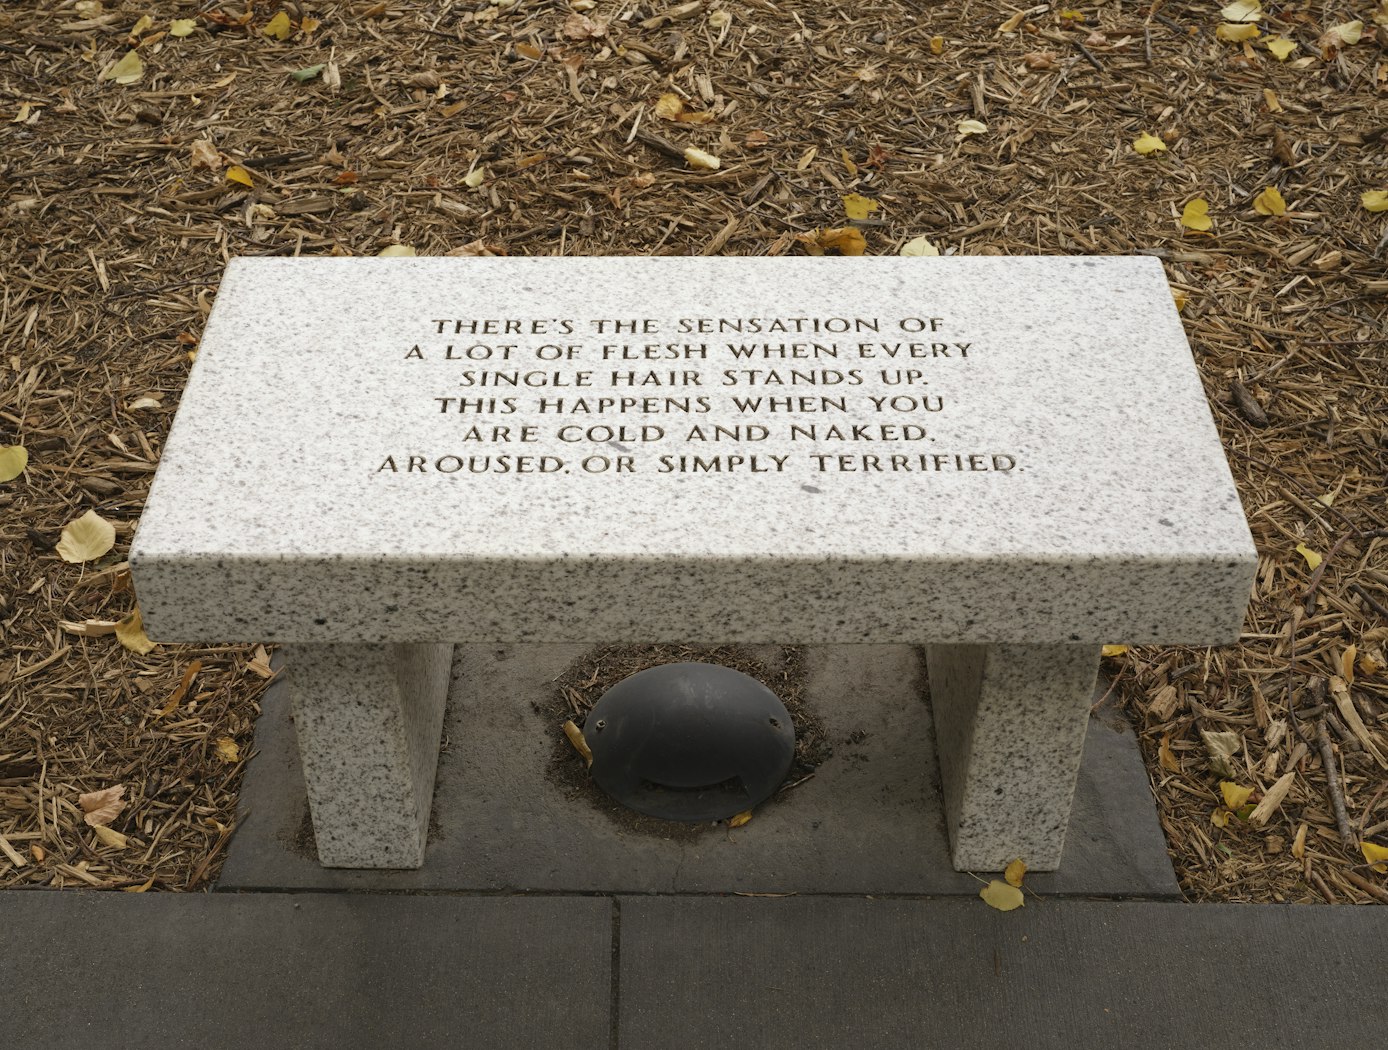 THERE'S THE SENSATION OF
A LOT OF FLESH WHEN EVERY
SINGLE HAIR STANDS UP.
THIS HAPPENS WHEN YOU
ARE COLD AND NAKED,
AROUSED, OR SIMPLY TERRIFIED.